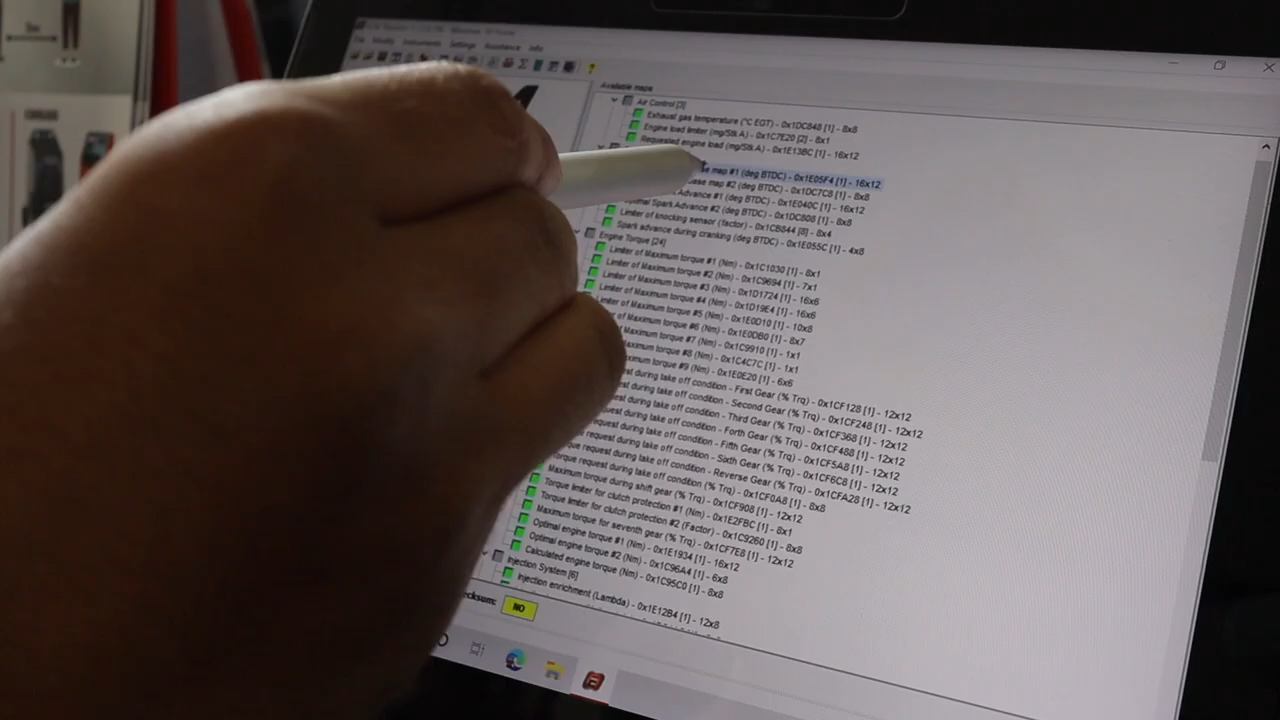 File Modify Instruments Settings Assistance Info
Available maps
Air Control [3]
Exhaust gas temperature (°C EGT) - 0x1DC848 [1] - 8x8
Engine load limiter (mg/Stk.A) - 0x1C7E20 [2] - 8x1
Requested engine load (mg/Stk.A) - 0x1E13BC [1] - 16x12
map #1 (deg BTDC) - 0x1E05F4 [1] - 16x12
map #2 (deg BTDC) - 0x1DC7C8 [1] - 8x8
Advance #1 (deg BTDC) - 0x1E040C [1] - 16x12
Spark Advance #2 (deg BTDC) - 0x1DC808 [1] - 8x8
Limiter of knocking sensor (factor) - 0x1CB844 [8] - 8x4
Spark advance during cranking (deg BTDC) - 0x1E055C [1] - 4x8
Engine Torque [24]
Limiter of Maximum torque #1 (Nm) - 0x1C1030 [1] - 8x1
Limiter of Maximum torque #2 (Nm) - 0x1C9694 [1] - 7x1
Limiter of Maximum torque #3 (Nm) - 0x1D1724 [1] - 16x6
Limiter of Maximum torque #4 (Nm) - 0x1D19E4 [1] - 16x6
Limiter of Maximum torque #5 (Nm) - 0x1E0D10 [1] - 10x8
of Maximum torque #6 (Nm) - 0x1E0DB0 [1] - 8x7
Maximum torque #7 (Nm) - 0x1C9910 [1] - 1x1
torque #8 (Nm) - 0x1C4C7C [1] - 1x1
torque #9 (Nm) - 0x1E0E20 [1] - 6x6
during take off condition - First Gear (% Trq) - 0x1CF128 [1] - 12x12
during take off condition - Second Gear (% Trq) - 0x1CF248 [1] - 12x12
during take off condition - Third Gear (% Trq) - 0x1CF368 [1] - 12x12
during take off condition - Forth Gear (% Trq) - 0x1CF488 [1] - 12x12
request during take off condition - Fifth Gear (% Trq) - 0x1CF5A8 [1] - 12x12
request during take off condition - Sixth Gear (% Trq) - 0x1CF6C8 [1] - 12x12
Torque request during take off condition - Reverse Gear (% Trq) - 0x1CFA28 [1] - 12x12
Maximum torque during shift gear (% Trq) - 0x1CF0A8 [1] - 8x8
Torque limiter for clutch protection #1 (Nm) - 0x1CF908 [1] - 12x12
Torque limiter for clutch protection #2 (Factor) - 0x1E2FBC [1] - 8x1
Maximum torque for seventh gear (% Trq) - 0x1C9260 [1] - 8x8
Optimal engine torque #1 (Nm) - 0x1E1934 [1] - 16x12
Optimal engine torque #2 (Nm) - 0x1C96A4 [1] - 6x8
Calculated engine torque (Nm) - 0x1C95C0 [1] - 8x8
0x1CF7E8 [1] - 12x12
Injection System [6]
Injection enrichment (Lambda) - 0x1E12B4 [1] - 12x8
NO